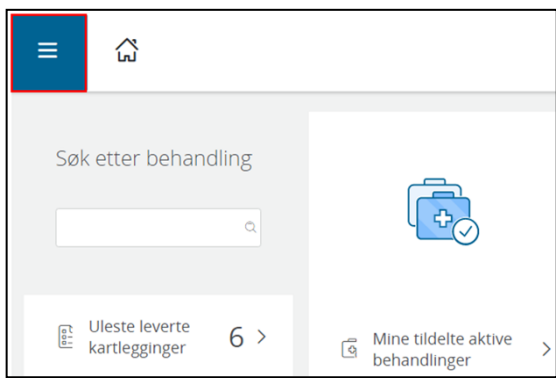 Søk etter behandling
Uleste leverte
kartlegginger
6
Mine tildelte aktive
behandlinger